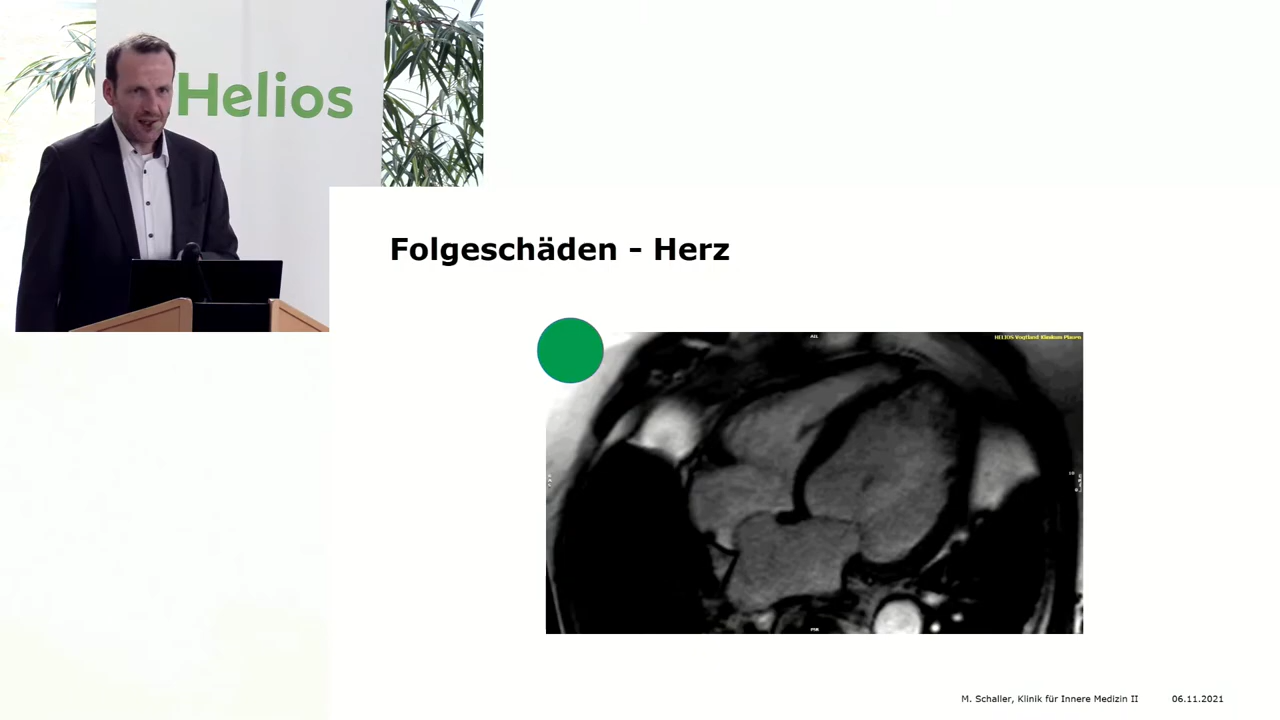 Helios
Folgeschäden - Herz
HELIOS Vogtland Klinikum Plauen
M. Schaller, Klinik für Innere Medizin II 06.11.2021